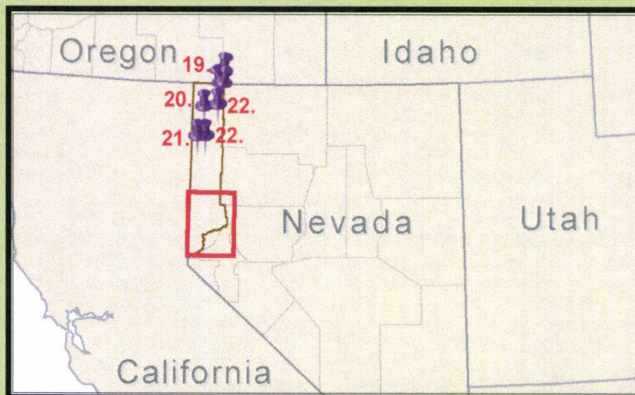 Oregon
Idaho
19.
20.
22.
21.
22.
Nevada
Utah
California